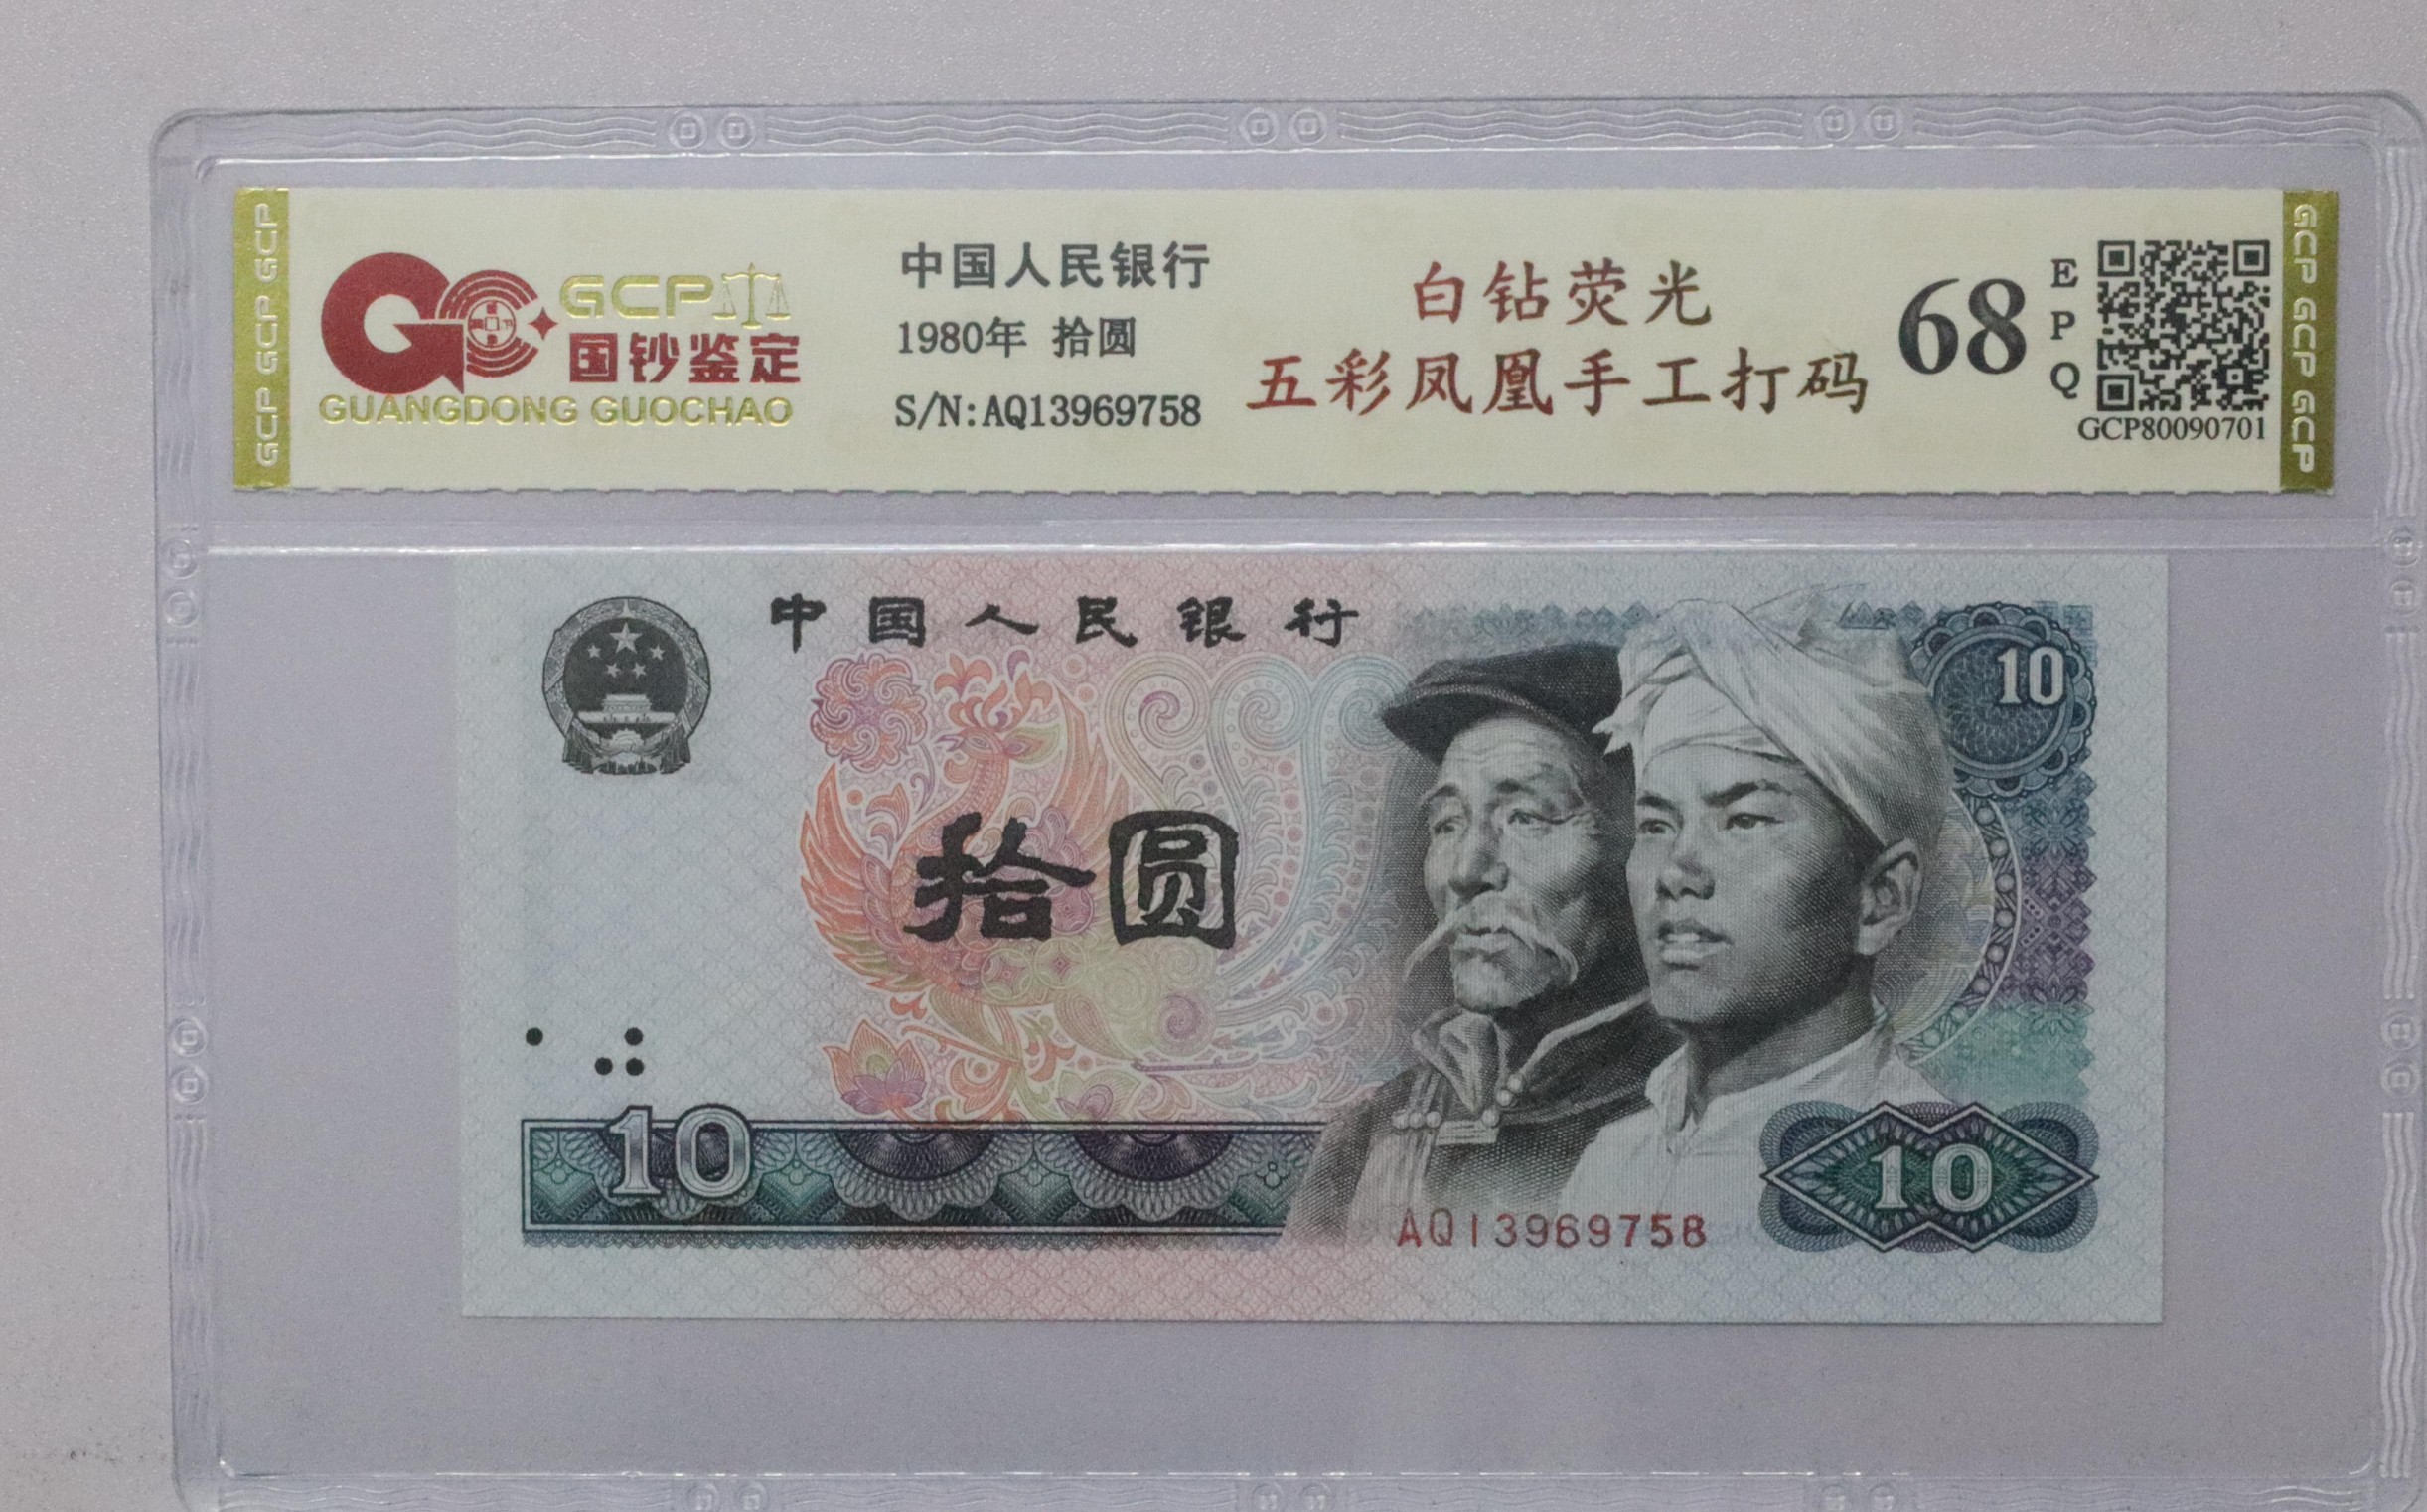 GCP GCP GCP
GCP
国钞鉴定
GUANGDONG GUOCHAO
中国人民银行
1980年 拾圆
S/N:AQ13969758
白钻荧光
五彩凤凰手工打码
68
EPQ
GCP80090701
GCP GCP GCP
中国人民银行
10
拾圆
10
10
AQ13969758